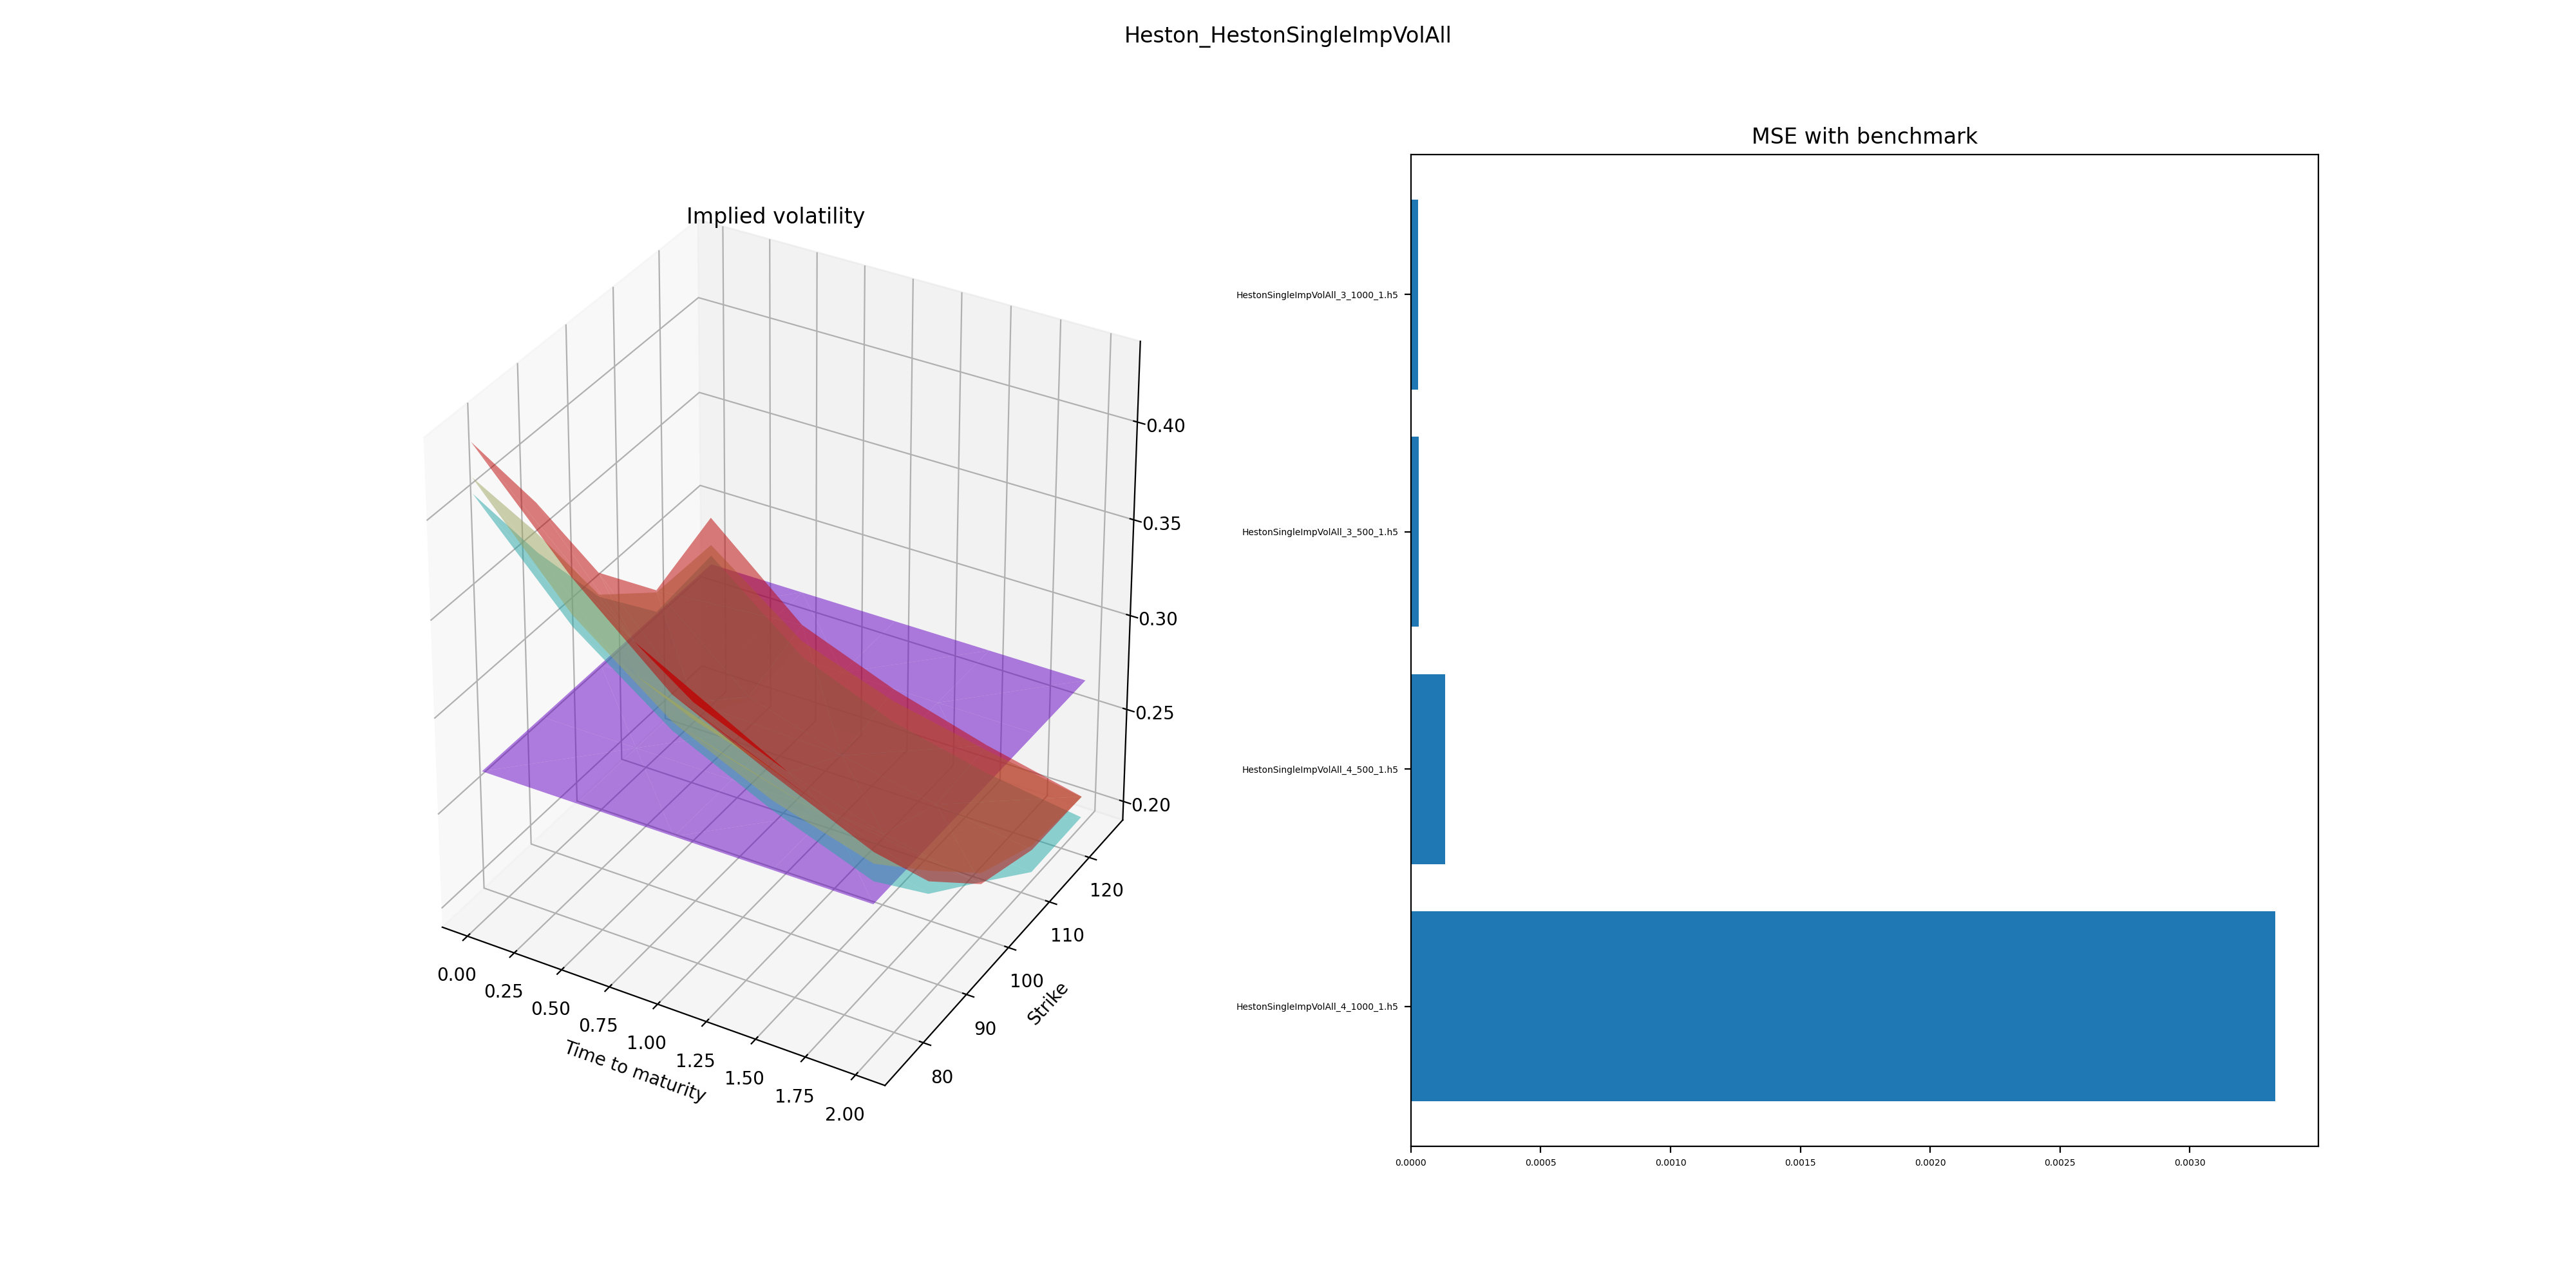 Heston_HestonSingleImpVolAll
Implied volatility
0.40
0.35
0.30
0.25
0.20
120
110
100
90
80
Strike
0.00
0.25
0.50
0.75
1.00
1.25
1.50
1.75
2.00
Time to maturity
MSE with benchmark
HestonSingleImpVolAll_3_1000_1.h5
HestonSingleImpVolAll_3_500_1.h5
HestonSingleImpVolAll_4_500_1.h5
HestonSingleImpVolAll_4_1000_1.h5
0.0000 0.0005 0.0010 0.0015 0.0020 0.0025 0.0030